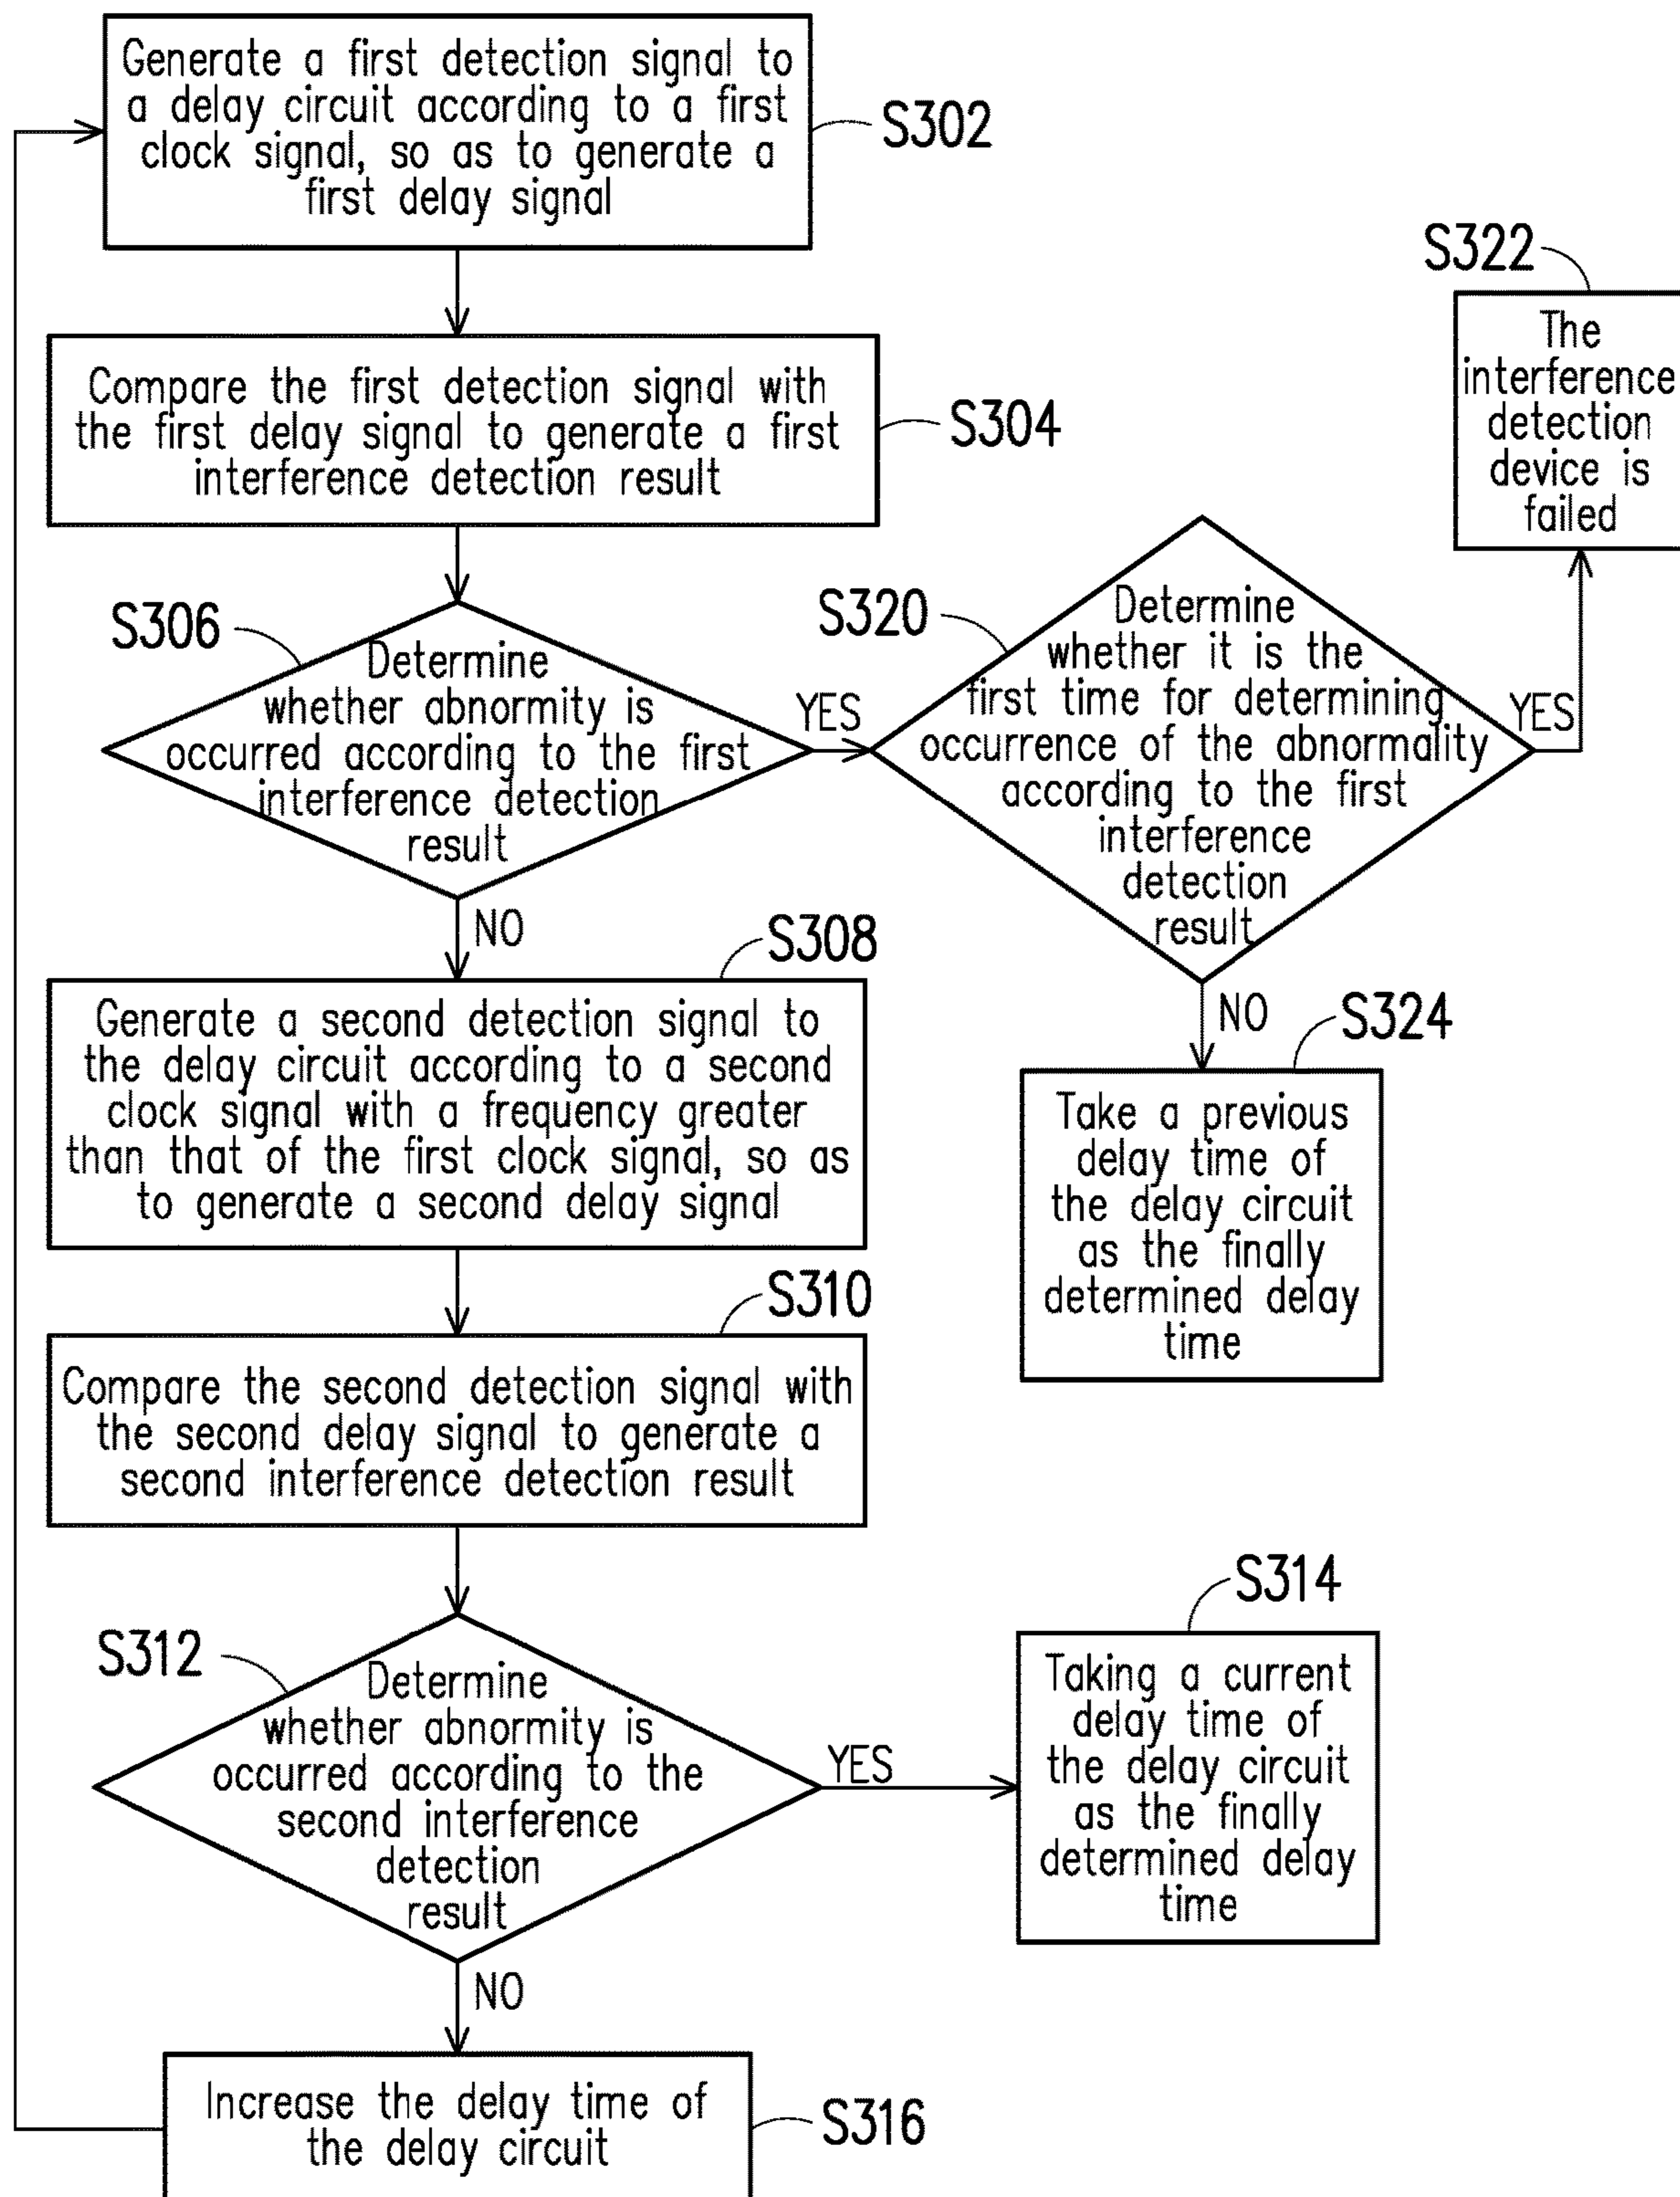 Generate a first detection signal to
a delay circuit according to a first
clock signal, so as to generate a
first delay signal
S302
Compare the first detection signal with
the first delay signal to generate a first
interference detection result
S304
S306
Determine
whether abnormity is
occurred according to the first
interference detection
result
YES
NO
S320
Determine
whether it is the
first time for determining
occurrence of the abnormality
according to the first
interference
detection
result
YES
NO
S322
The
interference
detection
device is
failed
S324
Take a previous
delay time of
the delay circuit
as the finally
determined delay
time
S308
Generate a second detection signal to
the delay circuit according to a second
clock signal with a frequency greater
than that of the first clock signal, so as
to generate a second delay signal
S310
Compare the second detection signal with
the second delay signal to generate a
second interference detection result
S312
Determine
whether abnormity is
occurred according to the
second interference
detection
result
YES
NO
S314
Taking a current
delay time of
the delay circuit
as the finally
determined delay
time
Increase the delay time of
the delay circuit
S316